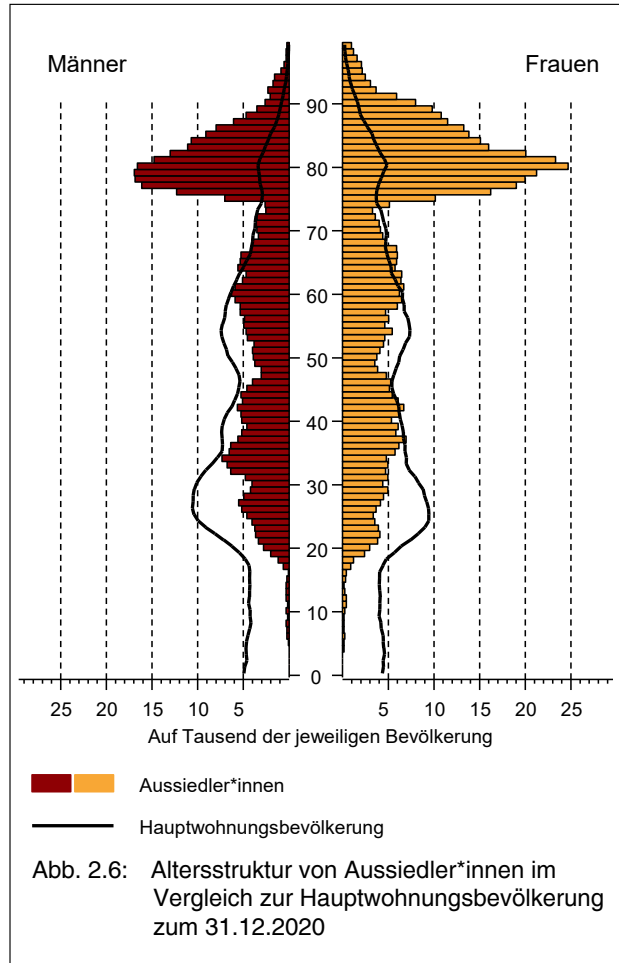 Männer
Frauen
90
80
70
60
50
40
30
20
10
0
25 20 15 10 5 5 10 15 20 25
Auf Tausend der jeweiligen Bevölkerung
Aussiedler*innen
Hauptwohnungsbevölkerung
Abb. 2.6: Altersstruktur von Aussiedler*innen im
Vergleich zur Hauptwohnungsbevölkerung
zum 31.12.2020